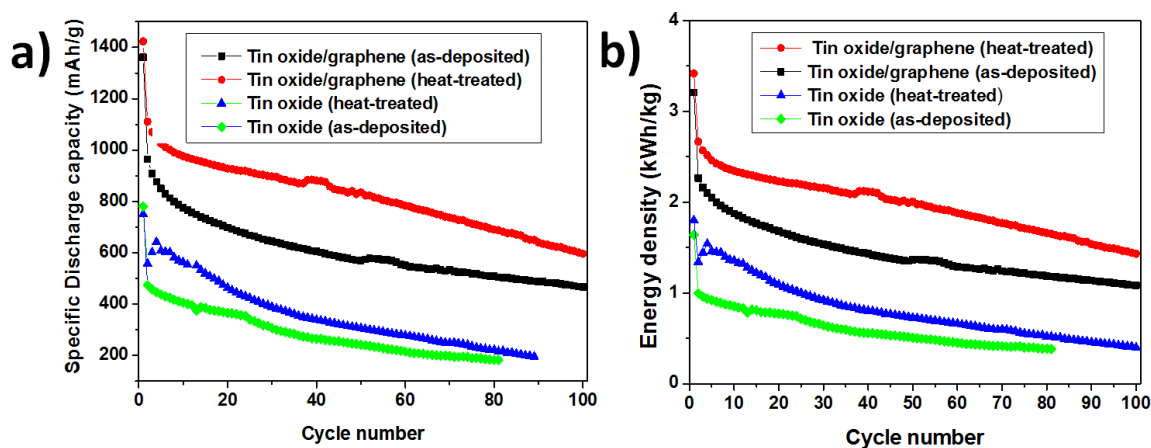 a)
Specific Discharge capacity (mAh/g)
1400
1200
1000
800
600
400
200
Tin oxide/graphene (as-deposited)
Tin oxide/graphene (heat-treated)
Tin oxide (heat-treated)
Tin oxide (as-deposited)
0 20 40 60 80 100
Cycle number
b)
Energy density (kWh/kg)
4
3
2
1
0
Tin oxide/graphene (heat-treated)
Tin oxide/graphene (as-deposited)
Tin oxide (heat-treated)
Tin oxide (as-deposited)
0 10 20 30 40 50 60 70 80 90 100
Cycle number